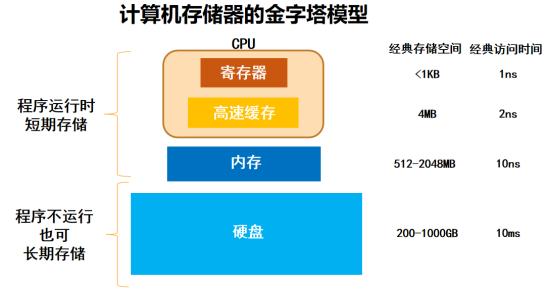 计算机存储器的金字塔模型
CPU
经典存储空间 经典访问时间
寄存器
<1KB 1ns
程序运行时
短期存储
高速缓存
4MB 2ns
内存
512-2048MB 10ns
程序不运行
也可
长期存储
硬盘
200-1000GB 10ms